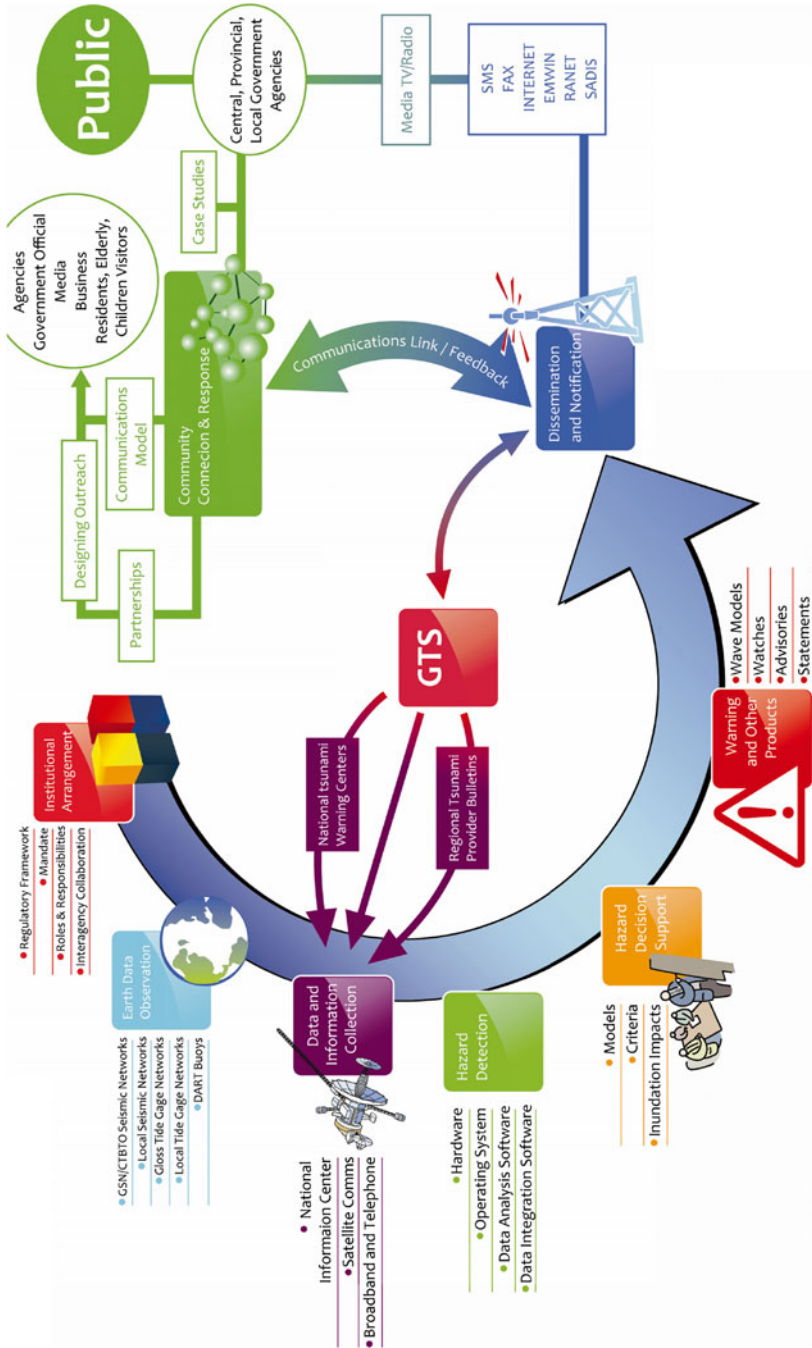 Institutional
Arrangement
Regulatory Framework
Mandate
Roles & Responsibilities
Interagency Collaboration
Earth Data
Observation
GSN/CTBTO Seismic Networks
Local Seismic Networks
Gloss Tide Gage Networks
Local Tide Gage Networks
DART Buoys
Data and
Information
Collection
National
Informaion Center
Satellite Comms
Broadband and Telephone
Hazard
Detection
Hardware
Operating System
Data Analysis Software
Data Integration Software
Hazard
Decision
Support
Models
Criteria
Inundation Impacts
Warning
and Other
Products
Wave Models
Watches
Advisories
Statements
National tsunami
Warning Centers
Regional Tsunami
Provider Bulletins
GTS
Dissemination
and Notification
Communications Link / Feedback
Community
Connecion & Response
Partnerships
Designing Outreach
Communications
Model
Agencies
Government Official
Media
Business
Residents, Elderly,
Children Visitors
Case Studies
Public
Central, Provincial,
Local Government
Agencies
Media TV/Radio
SMS
FAX
INTERNET
EMWIN
RANET
SADIS